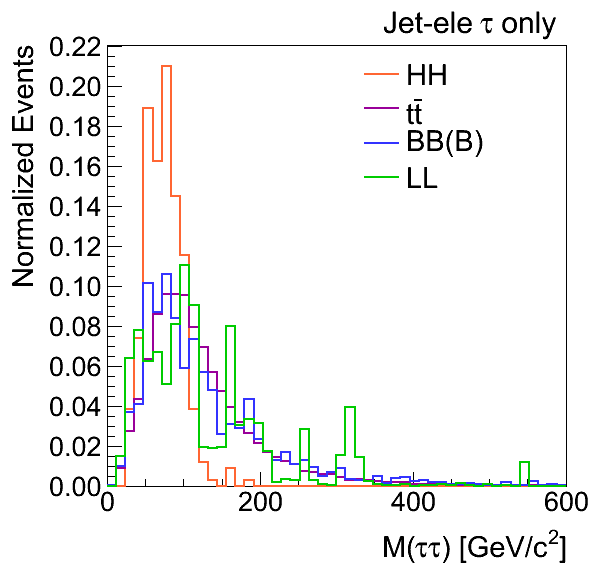 Jet-ele τ only
Normalized Events
0.22
0.20
0.18
0.16
0.14
0.12
0.10
0.08
0.06
0.04
0.02
0.00
HH
tt̄
BB(B)
LL
0 200 400 600
M(ττ) [GeV/c²]